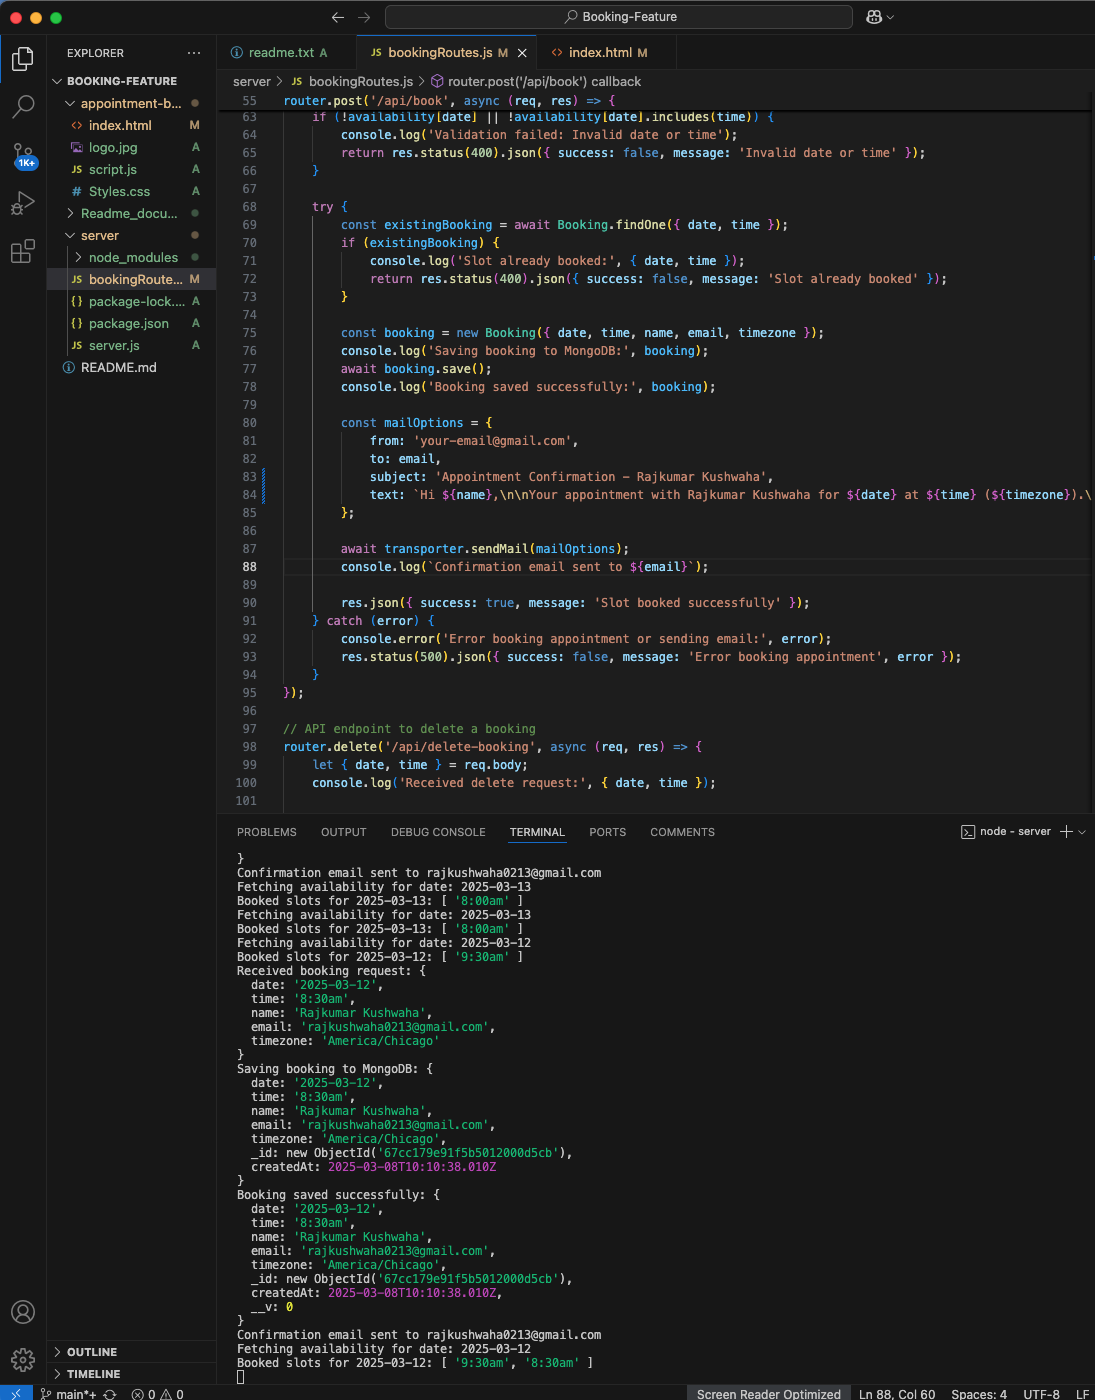 Booking-Feature
EXPLORER
BOOKING-FEATURE
appointment-b...
index.html M
logo.jpg A
JS script.js A
# Styles.css A
Readme_docu...
server
node_modules
JS bookingRoute... M
{} package-lock.... A
{} package.json A
JS server.js A
README.md
1K+
OUTLINE
TIMELINE
readme.txt A
JS bookingRoutes.js M
index.html M
server > JS bookingRoutes.js > router.post('/api/book') callback
55 router.post('/api/book', async (req, res) => {
63 if (!availability[date] || !availability[date].includes(time)) {
64 console.log('Validation failed: Invalid date or time');
65 return res.status(400).json({ success: false, message: 'Invalid date or time' });
66 }
67
68 try {
69 const existingBooking = await Booking.findOne({ date, time });
70 if (existingBooking) {
71 console.log('Slot already booked:', { date, time });
72 return res.status(400).json({ success: false, message: 'Slot already booked' });
73 }
74
75 const booking = new Booking({ date, time, name, email, timezone });
76 console.log('Saving booking to MongoDB:', booking);
77 await booking.save();
78 console.log('Booking saved successfully:', booking);
79
80 const mailOptions = {
81 from: 'your-email@gmail.com',
82 to: email,
83 subject: 'Appointment Confirmation – Rajkumar Kushwaha',
84 text: `Hi ${name},\n\nYour appointment with Rajkumar Kushwaha for ${date} at ${time} (${timezone}).\
85 };
86
87 await transporter.sendMail(mailOptions);
88 console.log(`Confirmation email sent to ${email}`);
89
90 res.json({ success: true, message: 'Slot booked successfully' });
91 } catch (error) {
92 console.error('Error booking appointment or sending email:', error);
93 res.status(500).json({ success: false, message: 'Error booking appointment', error });
94 }
95 });
96
97 // API endpoint to delete a booking
98 router.delete('/api/delete-booking', async (req, res) => {
99 let { date, time } = req.body;
100 console.log('Received delete request:', { date, time });
101
PROBLEMS OUTPUT DEBUG CONSOLE TERMINAL PORTS COMMENTS
node - server
}
Confirmation email sent to rajkushwaha0213@gmail.com
Fetching availability for date: 2025-03-13
Booked slots for 2025-03-13: [ '8:00am' ]
Fetching availability for date: 2025-03-13
Booked slots for 2025-03-13: [ '8:00am' ]
Fetching availability for date: 2025-03-12
Booked slots for 2025-03-12: [ '9:30am' ]
Received booking request: {
date: '2025-03-12',
time: '8:30am',
name: 'Rajkumar Kushwaha',
email: 'rajkushwaha0213@gmail.com',
timezone: 'America/Chicago'
}
Saving booking to MongoDB: {
date: '2025-03-12',
time: '8:30am',
name: 'Rajkumar Kushwaha',
email: 'rajkushwaha0213@gmail.com',
timezone: 'America/Chicago',
_id: new ObjectId('67cc179e91f5b5012000d5cb'),
createdAt: 2025-03-08T10:10:38.010Z
}
Booking saved successfully: {
date: '2025-03-12',
time: '8:30am',
name: 'Rajkumar Kushwaha',
email: 'rajkushwaha0213@gmail.com',
timezone: 'America/Chicago',
_id: new ObjectId('67cc179e91f5b5012000d5cb'),
createdAt: 2025-03-08T10:10:38.010Z,
__v: 0
}
Confirmation email sent to rajkushwaha0213@gmail.com
Fetching availability for date: 2025-03-12
Booked slots for 2025-03-12: [ '9:30am', '8:30am' ]
main*+ 0 0 Screen Reader Optimized Ln 88, Col 60 Spaces: 4 UTF-8 LF